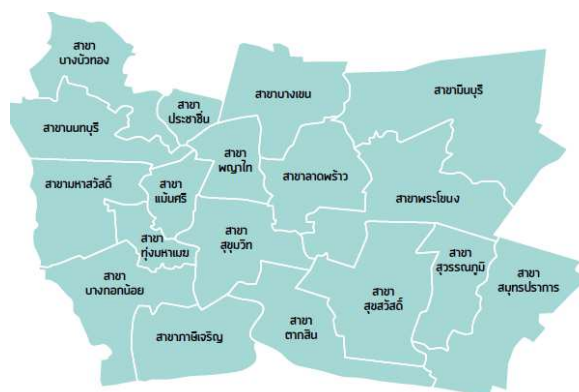 สาขา
บางบัวทอง
สาขาบางเขน
สาขามีนบุรี
สาขา
ประชาชื่น
สาขานนทบุรี
สาขา
พญาไท
สาขาลาดพร้าว
สาขามหาสวัสดิ์
สาขา
แม้นศรี
สาขาพระโขนง
สาขา
ทุ่งมหาเมฆ
สาขา
สุขุมวิท
สาขา
สุวรรณภูมิ
สาขา
สมุทรปราการ
สาขา
บางกอกน้อย
สาขา
สุขสวัสดิ์
สาขาภาษีเจริญ
สาขา
ตากสิน